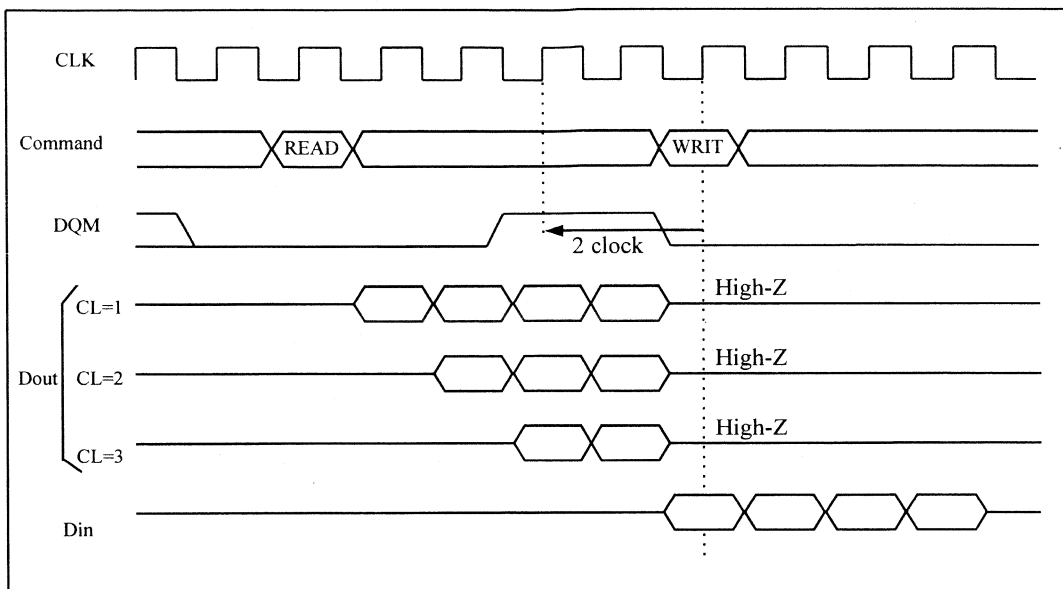 CLK
Command READ WRIT
DQM
2 clock
CL=1 High-Z
Dout CL=2 High-Z
CL=3 High-Z
Din